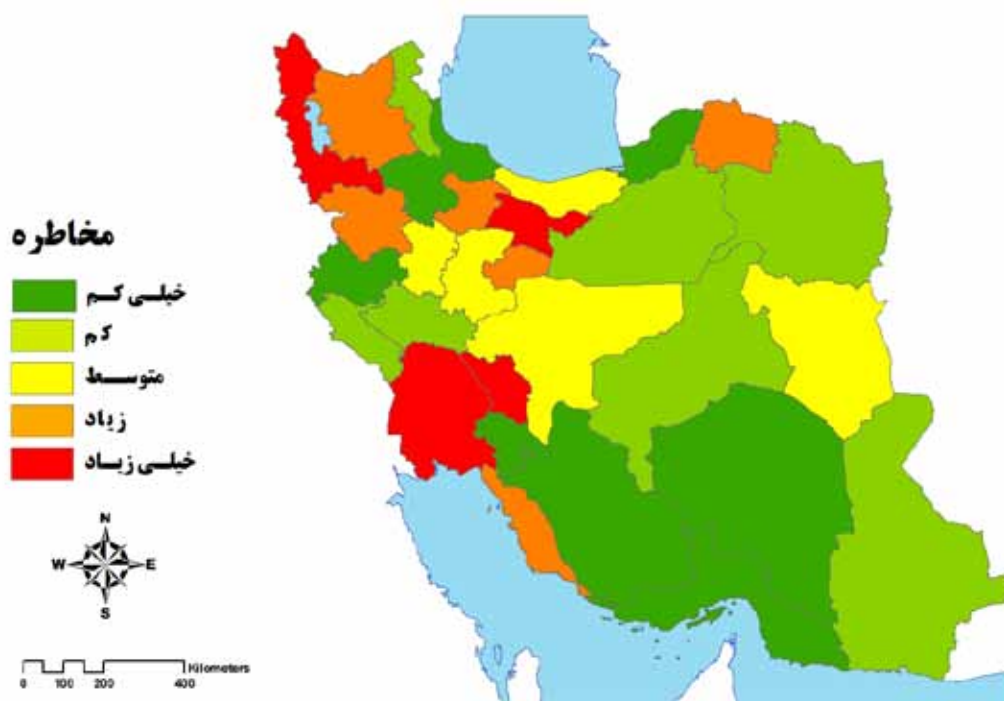 مخاطره
خیلی کم
کم
متوسط
زیاد
خیلی زیاد
N
W E
S
Kilometers
0 100 200 400